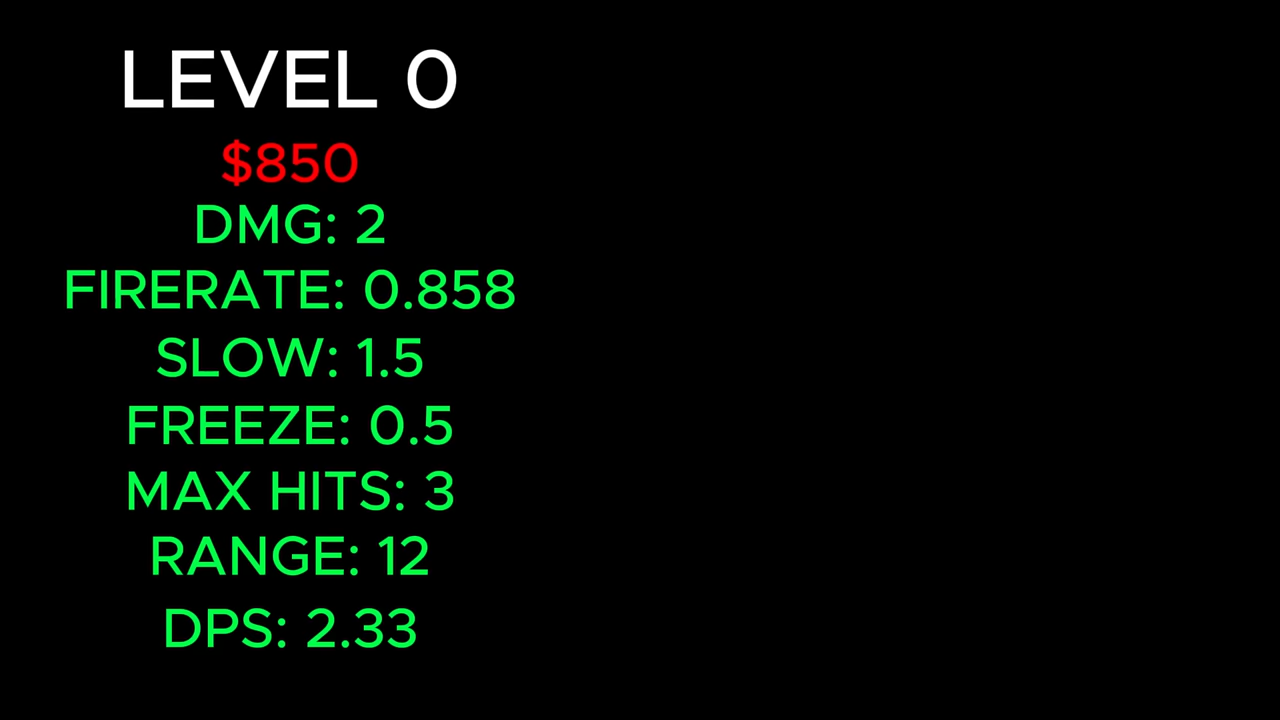 LEVEL 0
$850
DMG: 2
FIRERATE: 0.858
SLOW: 1.5
FREEZE: 0.5
MAX HITS: 3
RANGE: 12
DPS: 2.33